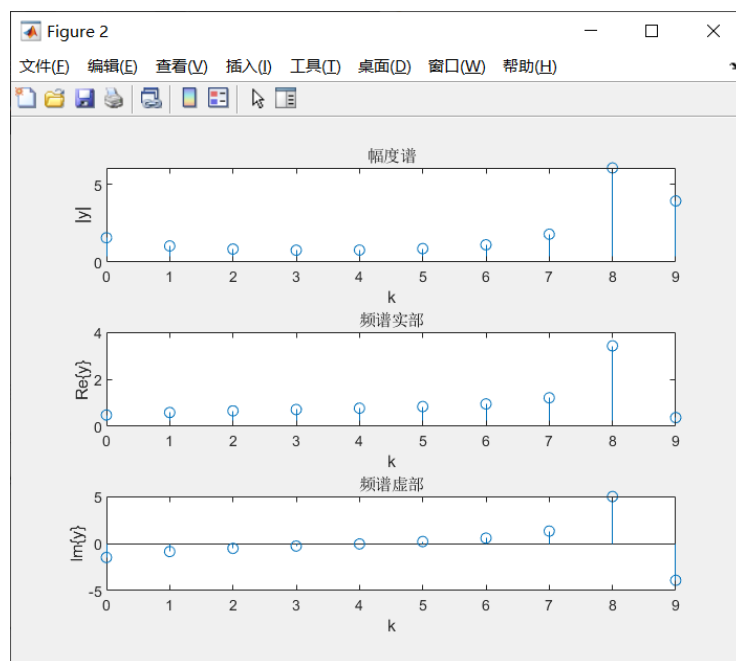 Figure 2
文件(F) 编辑(E) 查看(V) 插入(I) 工具(T) 桌面(D) 窗口(W) 帮助(H)
幅度谱
|y|
5
0
0 1 2 3 4 5 6 7 8 9
k
频谱实部
Re{y}
4
2
0
0 1 2 3 4 5 6 7 8 9
k
频谱虚部
Im{y}
5
0
-5
0 1 2 3 4 5 6 7 8 9
k